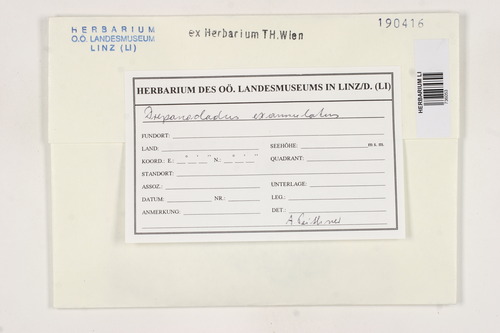 HERBARIUM
O.Ö. LANDESMUSEUM
LINZ (LI)
ex Herbarium TH.Wien
190416
HERBARIUM LI
HERBARIUM DES OÖ. LANDESMUSEUMS IN LINZ/D. (LI)
Drepanocladus exannulatus
FUNDORT:
LAND: SEEHÖHE: m s. m.
KOORD.: E.: ° ' " N.: ° ' " QUADRANT:
STANDORT:
ASSOZ.: UNTERLAGE:
DATUM: NR.: LEG.:
ANMERKUNG: DET.: